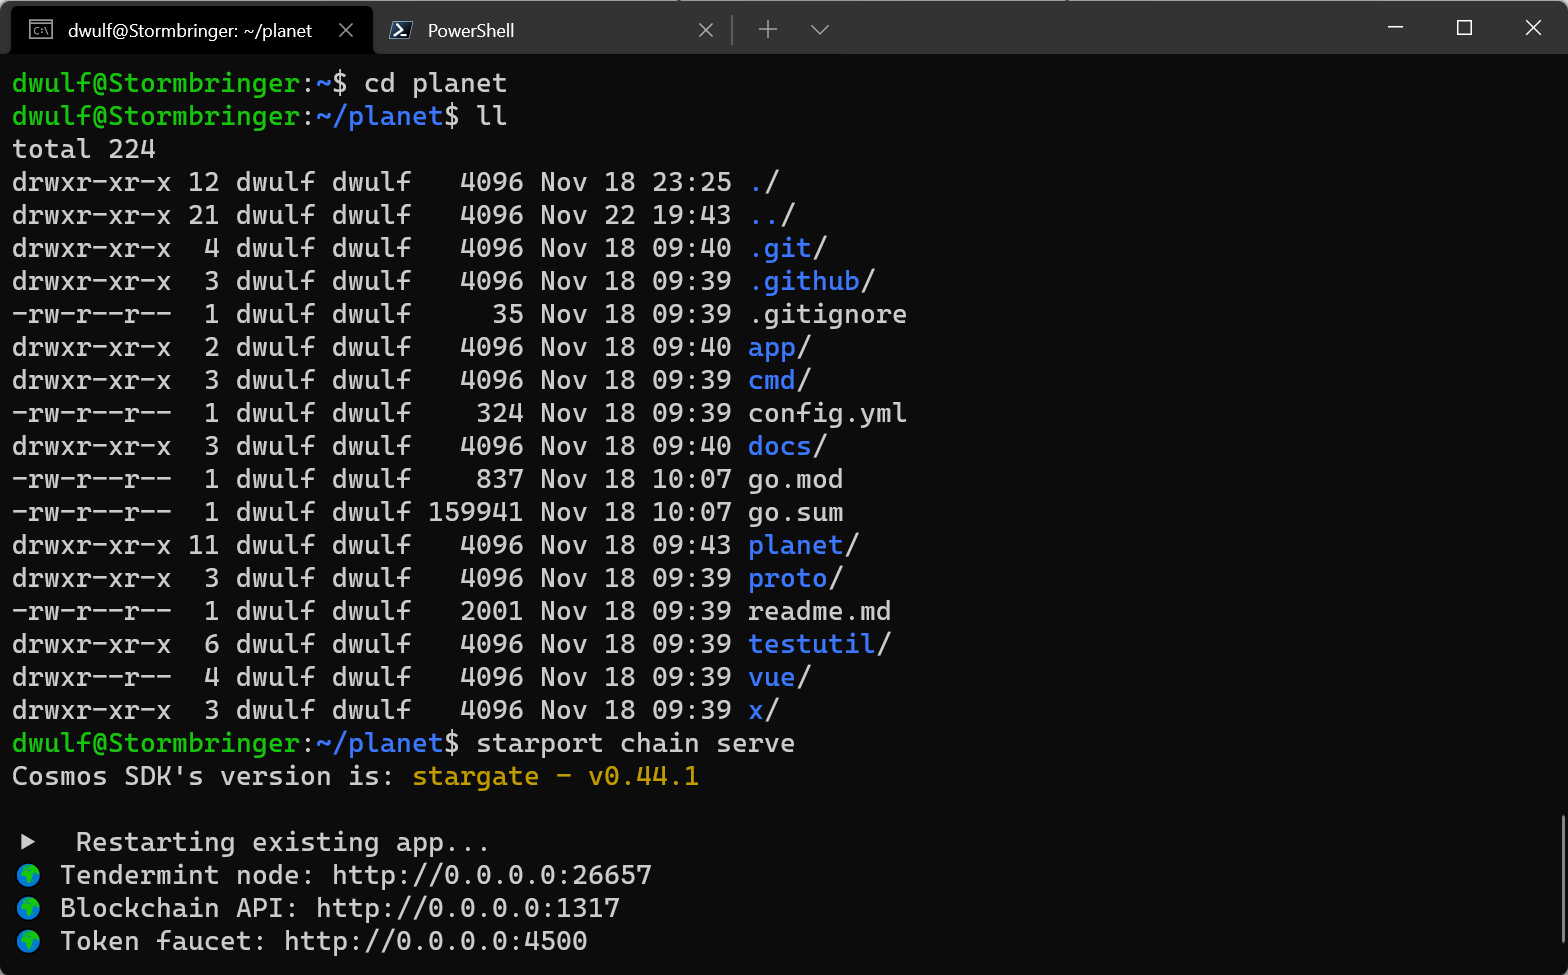 dwulf@Stormbringer: ~/planet
PowerShell
dwulf@Stormbringer:~$ cd planet
dwulf@Stormbringer:~/planet$ ll
total 224
drwxr-xr-x 12 dwulf dwulf   4096 Nov 18 23:25 ./
drwxr-xr-x 21 dwulf dwulf   4096 Nov 22 19:43 ../
drwxr-xr-x  4 dwulf dwulf   4096 Nov 18 09:40 .git/
drwxr-xr-x  3 dwulf dwulf   4096 Nov 18 09:39 .github/
-rw-r--r--  1 dwulf dwulf     35 Nov 18 09:39 .gitignore
drwxr-xr-x  2 dwulf dwulf   4096 Nov 18 09:40 app/
drwxr-xr-x  3 dwulf dwulf   4096 Nov 18 09:39 cmd/
-rw-r--r--  1 dwulf dwulf    324 Nov 18 09:39 config.yml
drwxr-xr-x  3 dwulf dwulf   4096 Nov 18 09:40 docs/
-rw-r--r--  1 dwulf dwulf    837 Nov 18 10:07 go.mod
-rw-r--r--  1 dwulf dwulf 159941 Nov 18 10:07 go.sum
drwxr-xr-x 11 dwulf dwulf   4096 Nov 18 09:43 planet/
drwxr-xr-x  3 dwulf dwulf   4096 Nov 18 09:39 proto/
-rw-r--r--  1 dwulf dwulf   2001 Nov 18 09:39 readme.md
drwxr-xr-x  6 dwulf dwulf   4096 Nov 18 09:39 testutil/
drwxr--r--  4 dwulf dwulf   4096 Nov 18 09:39 vue/
drwxr-xr-x  3 dwulf dwulf   4096 Nov 18 09:39 x/
dwulf@Stormbringer:~/planet$ starport chain serve
Cosmos SDK's version is: stargate - v0.44.1
Restarting existing app...
Tendermint node: http://0.0.0.0:26657
Blockchain API: http://0.0.0.0:1317
Token faucet: http://0.0.0.0:4500